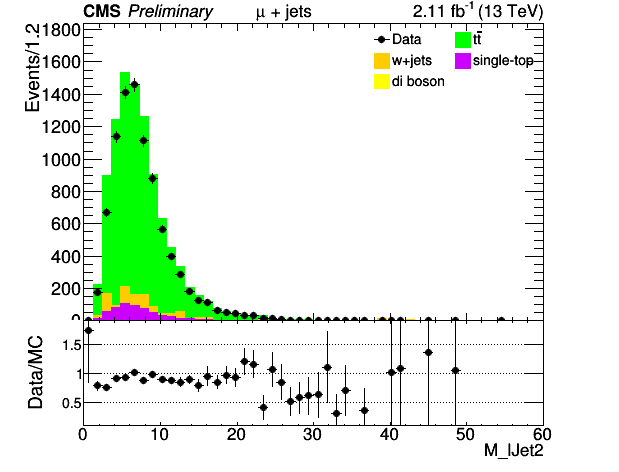 CMS Preliminary μ + jets 2.11 fb⁻¹ (13 TeV)
Events/1.2
1800
1600
1400
1200
1000
800
600
400
200
0
Data
tt̄
w+jets
single-top
di boson
Data/MC
1.5
1
0.5
0 10 20 30 40 50 60
M_lJet2